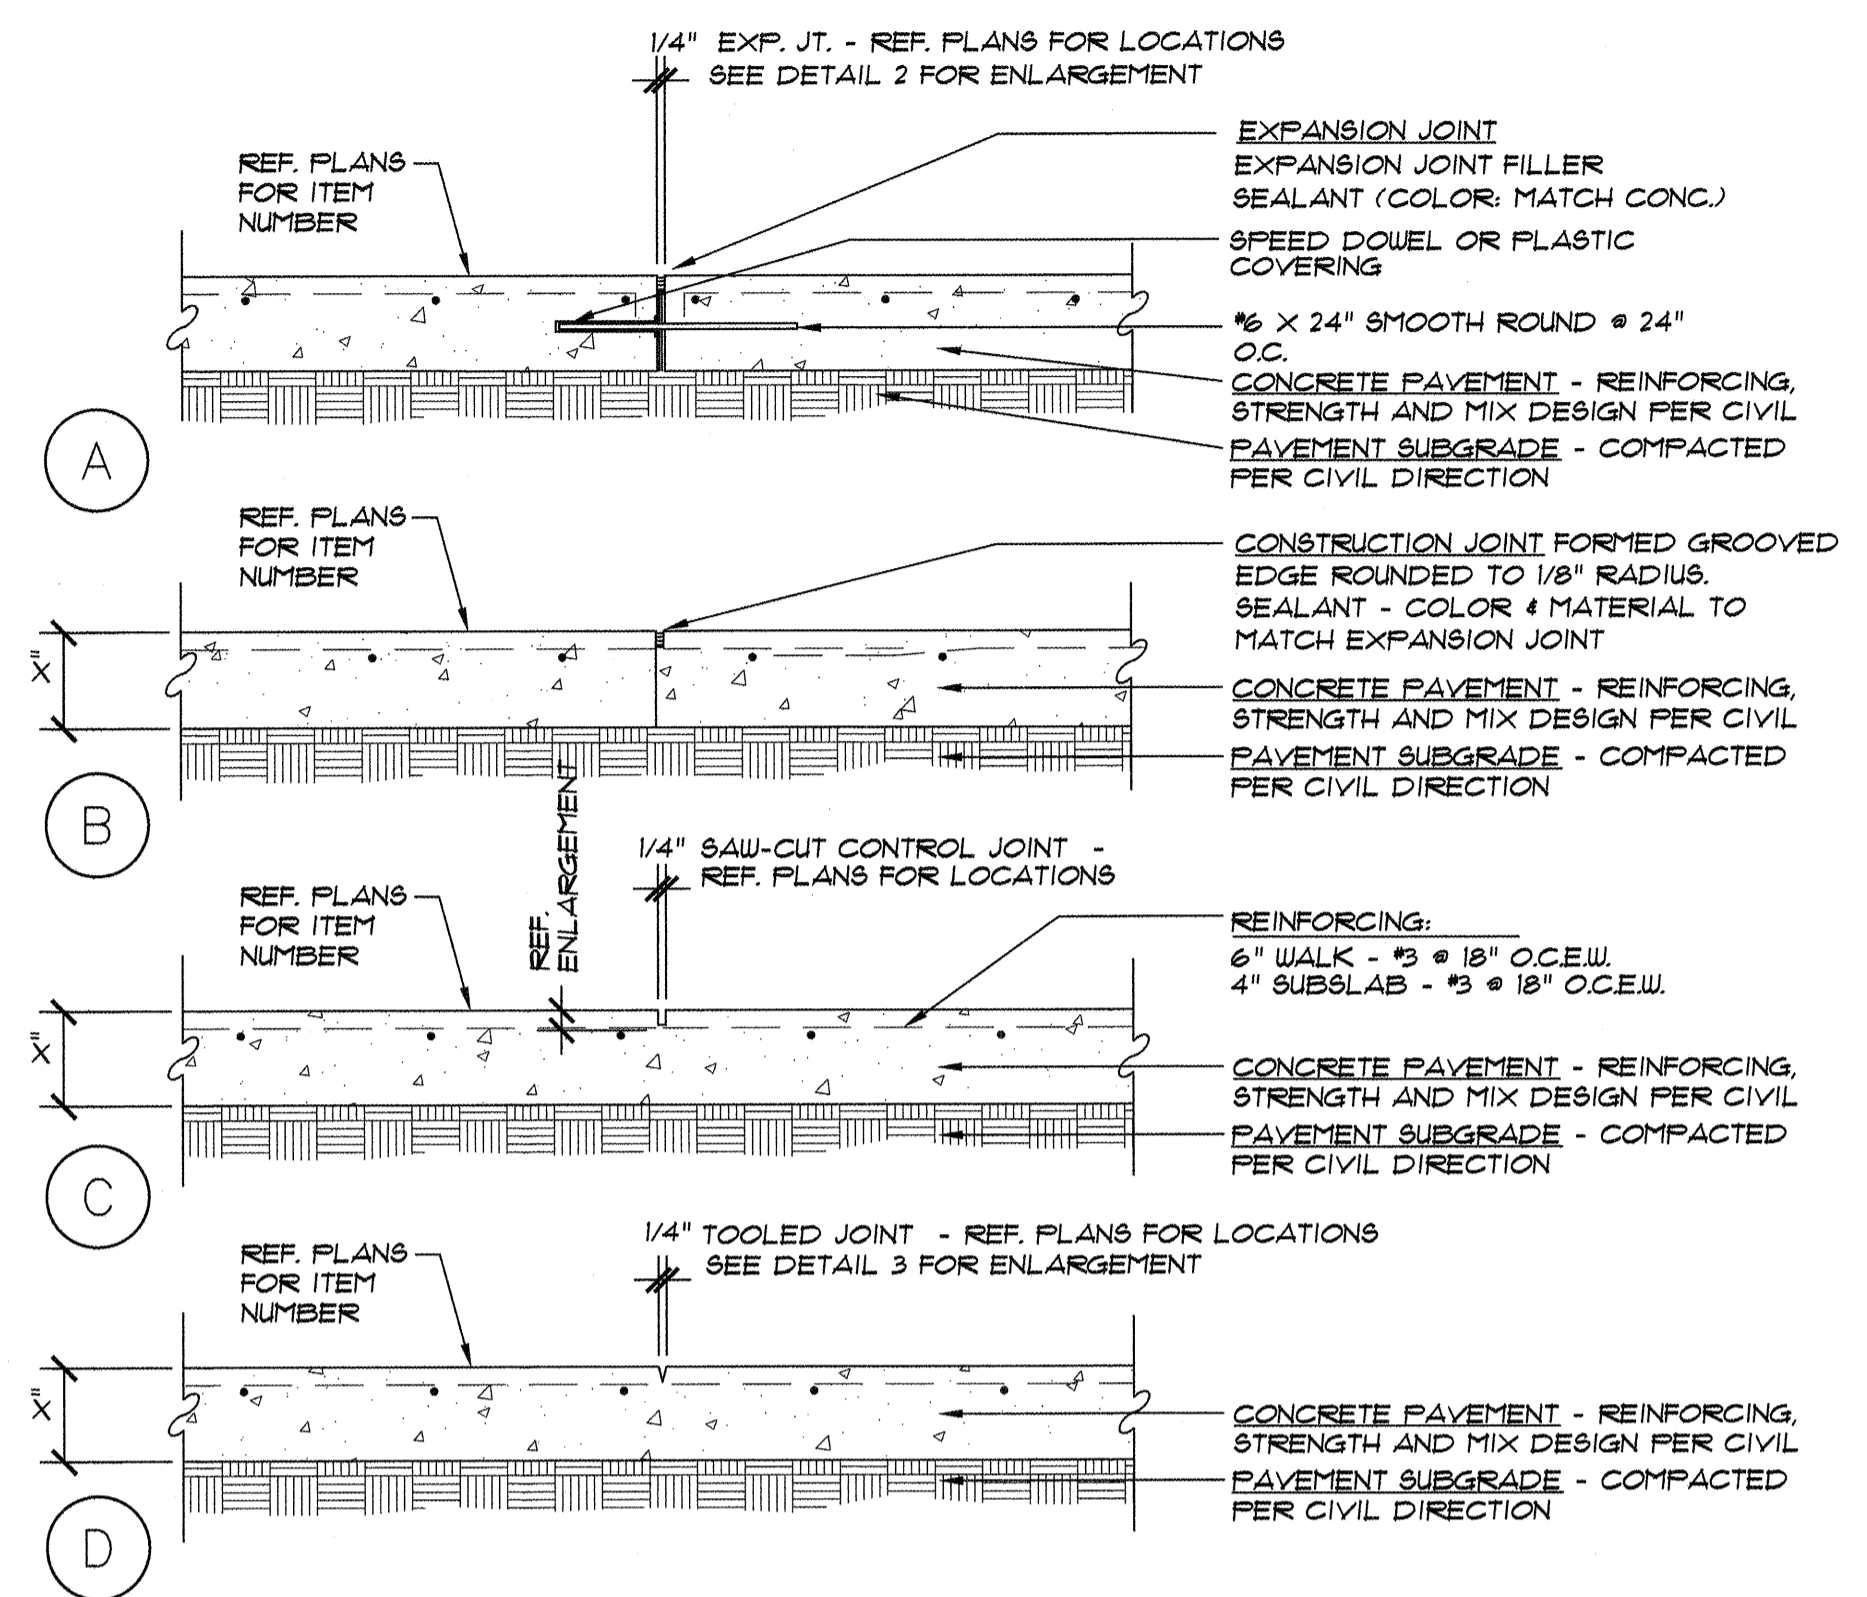 1/4" EXP. JT. - REF. PLANS FOR LOCATIONS
SEE DETAIL 2 FOR ENLARGEMENT
REF. PLANS
FOR ITEM
NUMBER
EXPANSION JOINT
EXPANSION JOINT FILLER
SEALANT (COLOR: MATCH CONC.)
SPEED DOWEL OR PLASTIC
COVERING
#6 X 24" SMOOTH ROUND @ 24"
O.C.
CONCRETE PAVEMENT - REINFORCING,
STRENGTH AND MIX DESIGN PER CIVIL
PAVEMENT SUBGRADE - COMPACTED
PER CIVIL DIRECTION
A
REF. PLANS
FOR ITEM
NUMBER
X"
CONSTRUCTION JOINT FORMED GROOVED
EDGE ROUNDED TO 1/8" RADIUS.
SEALANT - COLOR & MATERIAL TO
MATCH EXPANSION JOINT
CONCRETE PAVEMENT - REINFORCING,
STRENGTH AND MIX DESIGN PER CIVIL
PAVEMENT SUBGRADE - COMPACTED
PER CIVIL DIRECTION
B
1/4" SAW-CUT CONTROL JOINT -
REF. PLANS FOR LOCATIONS
REF. PLANS
FOR ITEM
NUMBER
REF.
ENLARGEMENT
X"
REINFORCING:
6" WALK - #3 @ 18" O.C.E.W.
4" SUBSLAB - #3 @ 18" O.C.E.W.
CONCRETE PAVEMENT - REINFORCING,
STRENGTH AND MIX DESIGN PER CIVIL
PAVEMENT SUBGRADE - COMPACTED
PER CIVIL DIRECTION
C
1/4" TOOLED JOINT - REF. PLANS FOR LOCATIONS
SEE DETAIL 3 FOR ENLARGEMENT
REF. PLANS
FOR ITEM
NUMBER
X"
CONCRETE PAVEMENT - REINFORCING,
STRENGTH AND MIX DESIGN PER CIVIL
PAVEMENT SUBGRADE - COMPACTED
PER CIVIL DIRECTION
D